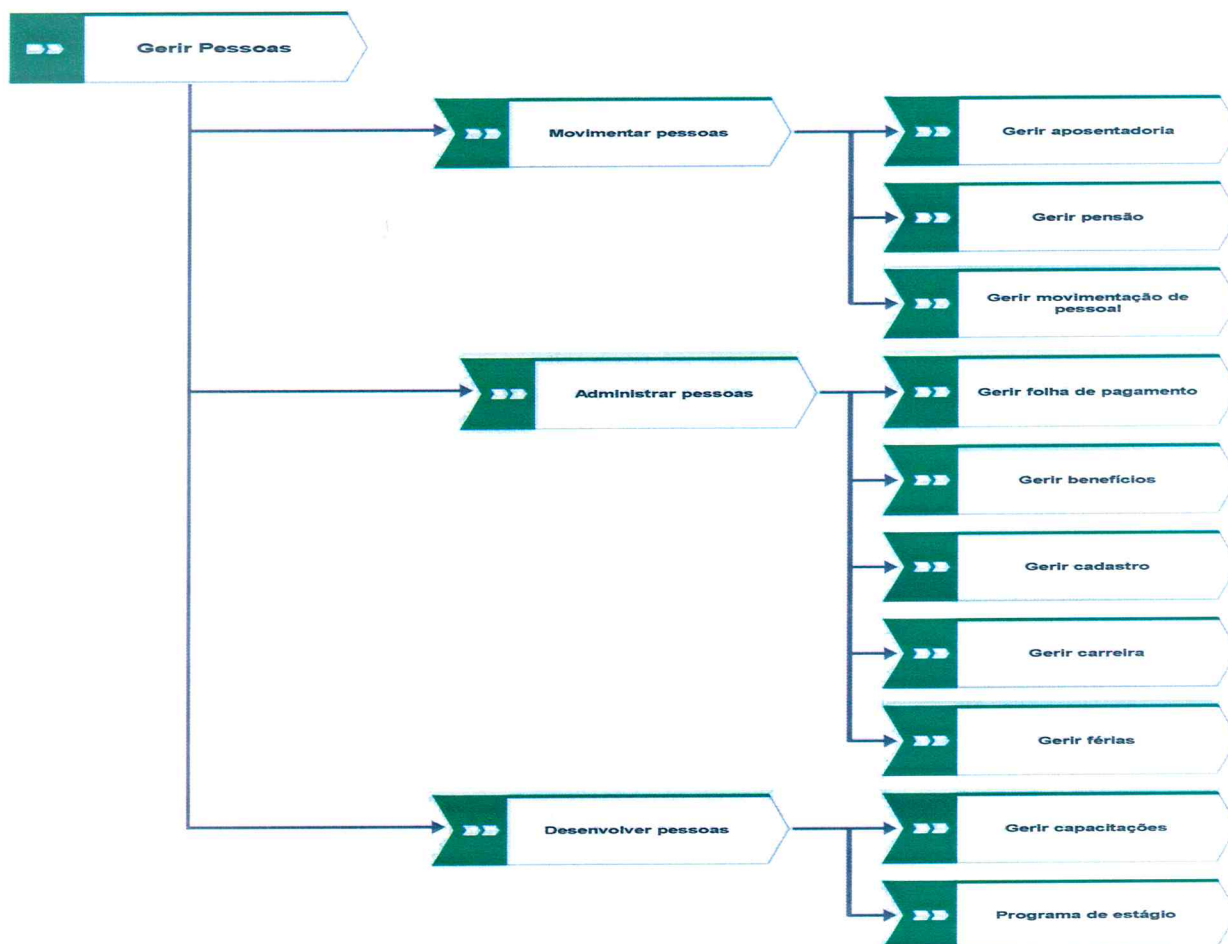 Gerir Pessoas
Movimentar pessoas
Gerir aposentadoria
Gerir pensão
Gerir movimentação de
pessoal
Administrar pessoas
Gerir folha de pagamento
Gerir benefícios
Gerir cadastro
Gerir carreira
Gerir férias
Desenvolver pessoas
Gerir capacitações
Programa de estágio